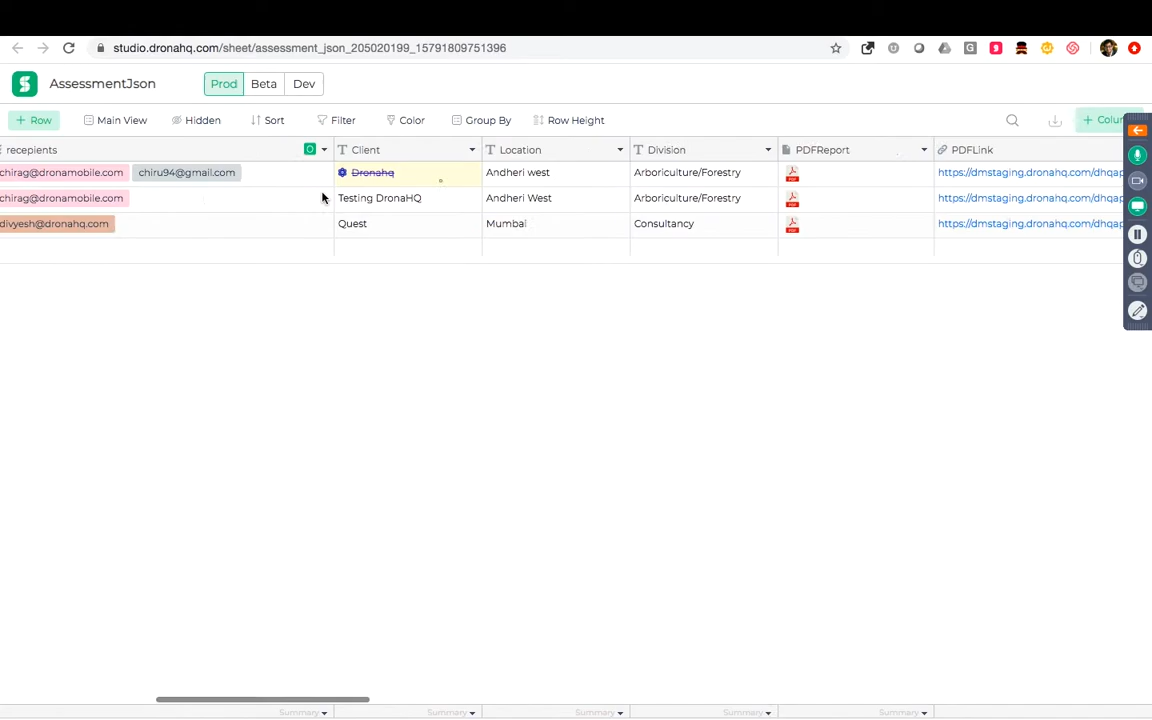 studio.dronahq.com/sheet/assessment_json_205020199_15791809751396
AssessmentJson Prod Beta Dev
+ Row Main View Hidden Sort Filter Color Group By Row Height
recepients Client Location Division PDFReport PDFLink
chirag@dronamobile.com chiru94@gmail.com Dronahq Andheri west Arboriculture/Forestry https://dmstaging.dronahq.com/dhqap
chirag@dronamobile.com Testing DronaHQ Andheri West Arboriculture/Forestry https://dmstaging.dronahq.com/dhqap
divyesh@dronahq.com Quest Mumbai Consultancy https://dmstaging.dronahq.com/dhqap
Summary Summary Summary Summary Summary